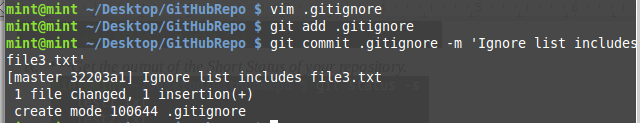 mint@mint ~/Desktop/GitHubRepo $ vim .gitignore
mint@mint ~/Desktop/GitHubRepo $ git add .gitignore
mint@mint ~/Desktop/GitHubRepo $ git commit .gitignore -m 'Ignore list includes
file3.txt'
[master 32203a1] Ignore list includes file3.txt
 1 file changed, 1 insertion(+)
 create mode 100644 .gitignore